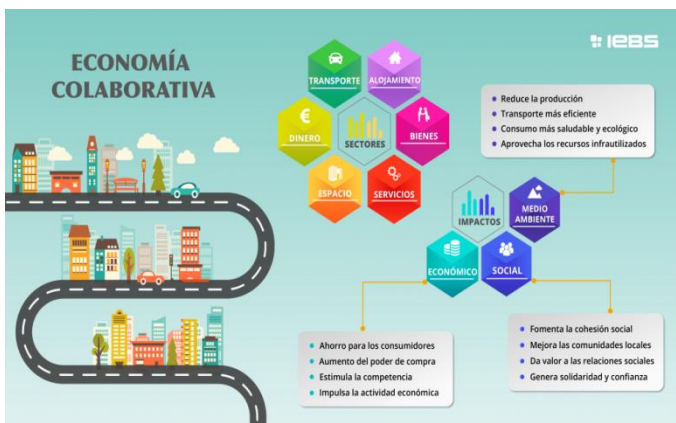 ECONOMÍA
COLABORATIVA
IEBS
TRANSPORTE
ALOJAMIENTO
DINERO
SECTORES
BIENES
ESPACIO
SERVICIOS
Reduce la producción
Transporte más eficiente
Consumo más saludable y ecológico
Aprovecha los recursos infrautilizados
IMPACTOS
MEDIO
AMBIENTE
ECONÓMICO
SOCIAL
Ahorro para los consumidores
Aumento del poder de compra
Estimula la competencia
Impulsa la actividad económica
Fomenta la cohesión social
Mejora las comunidades locales
Da valor a las relaciones sociales
Genera solidaridad y confianza